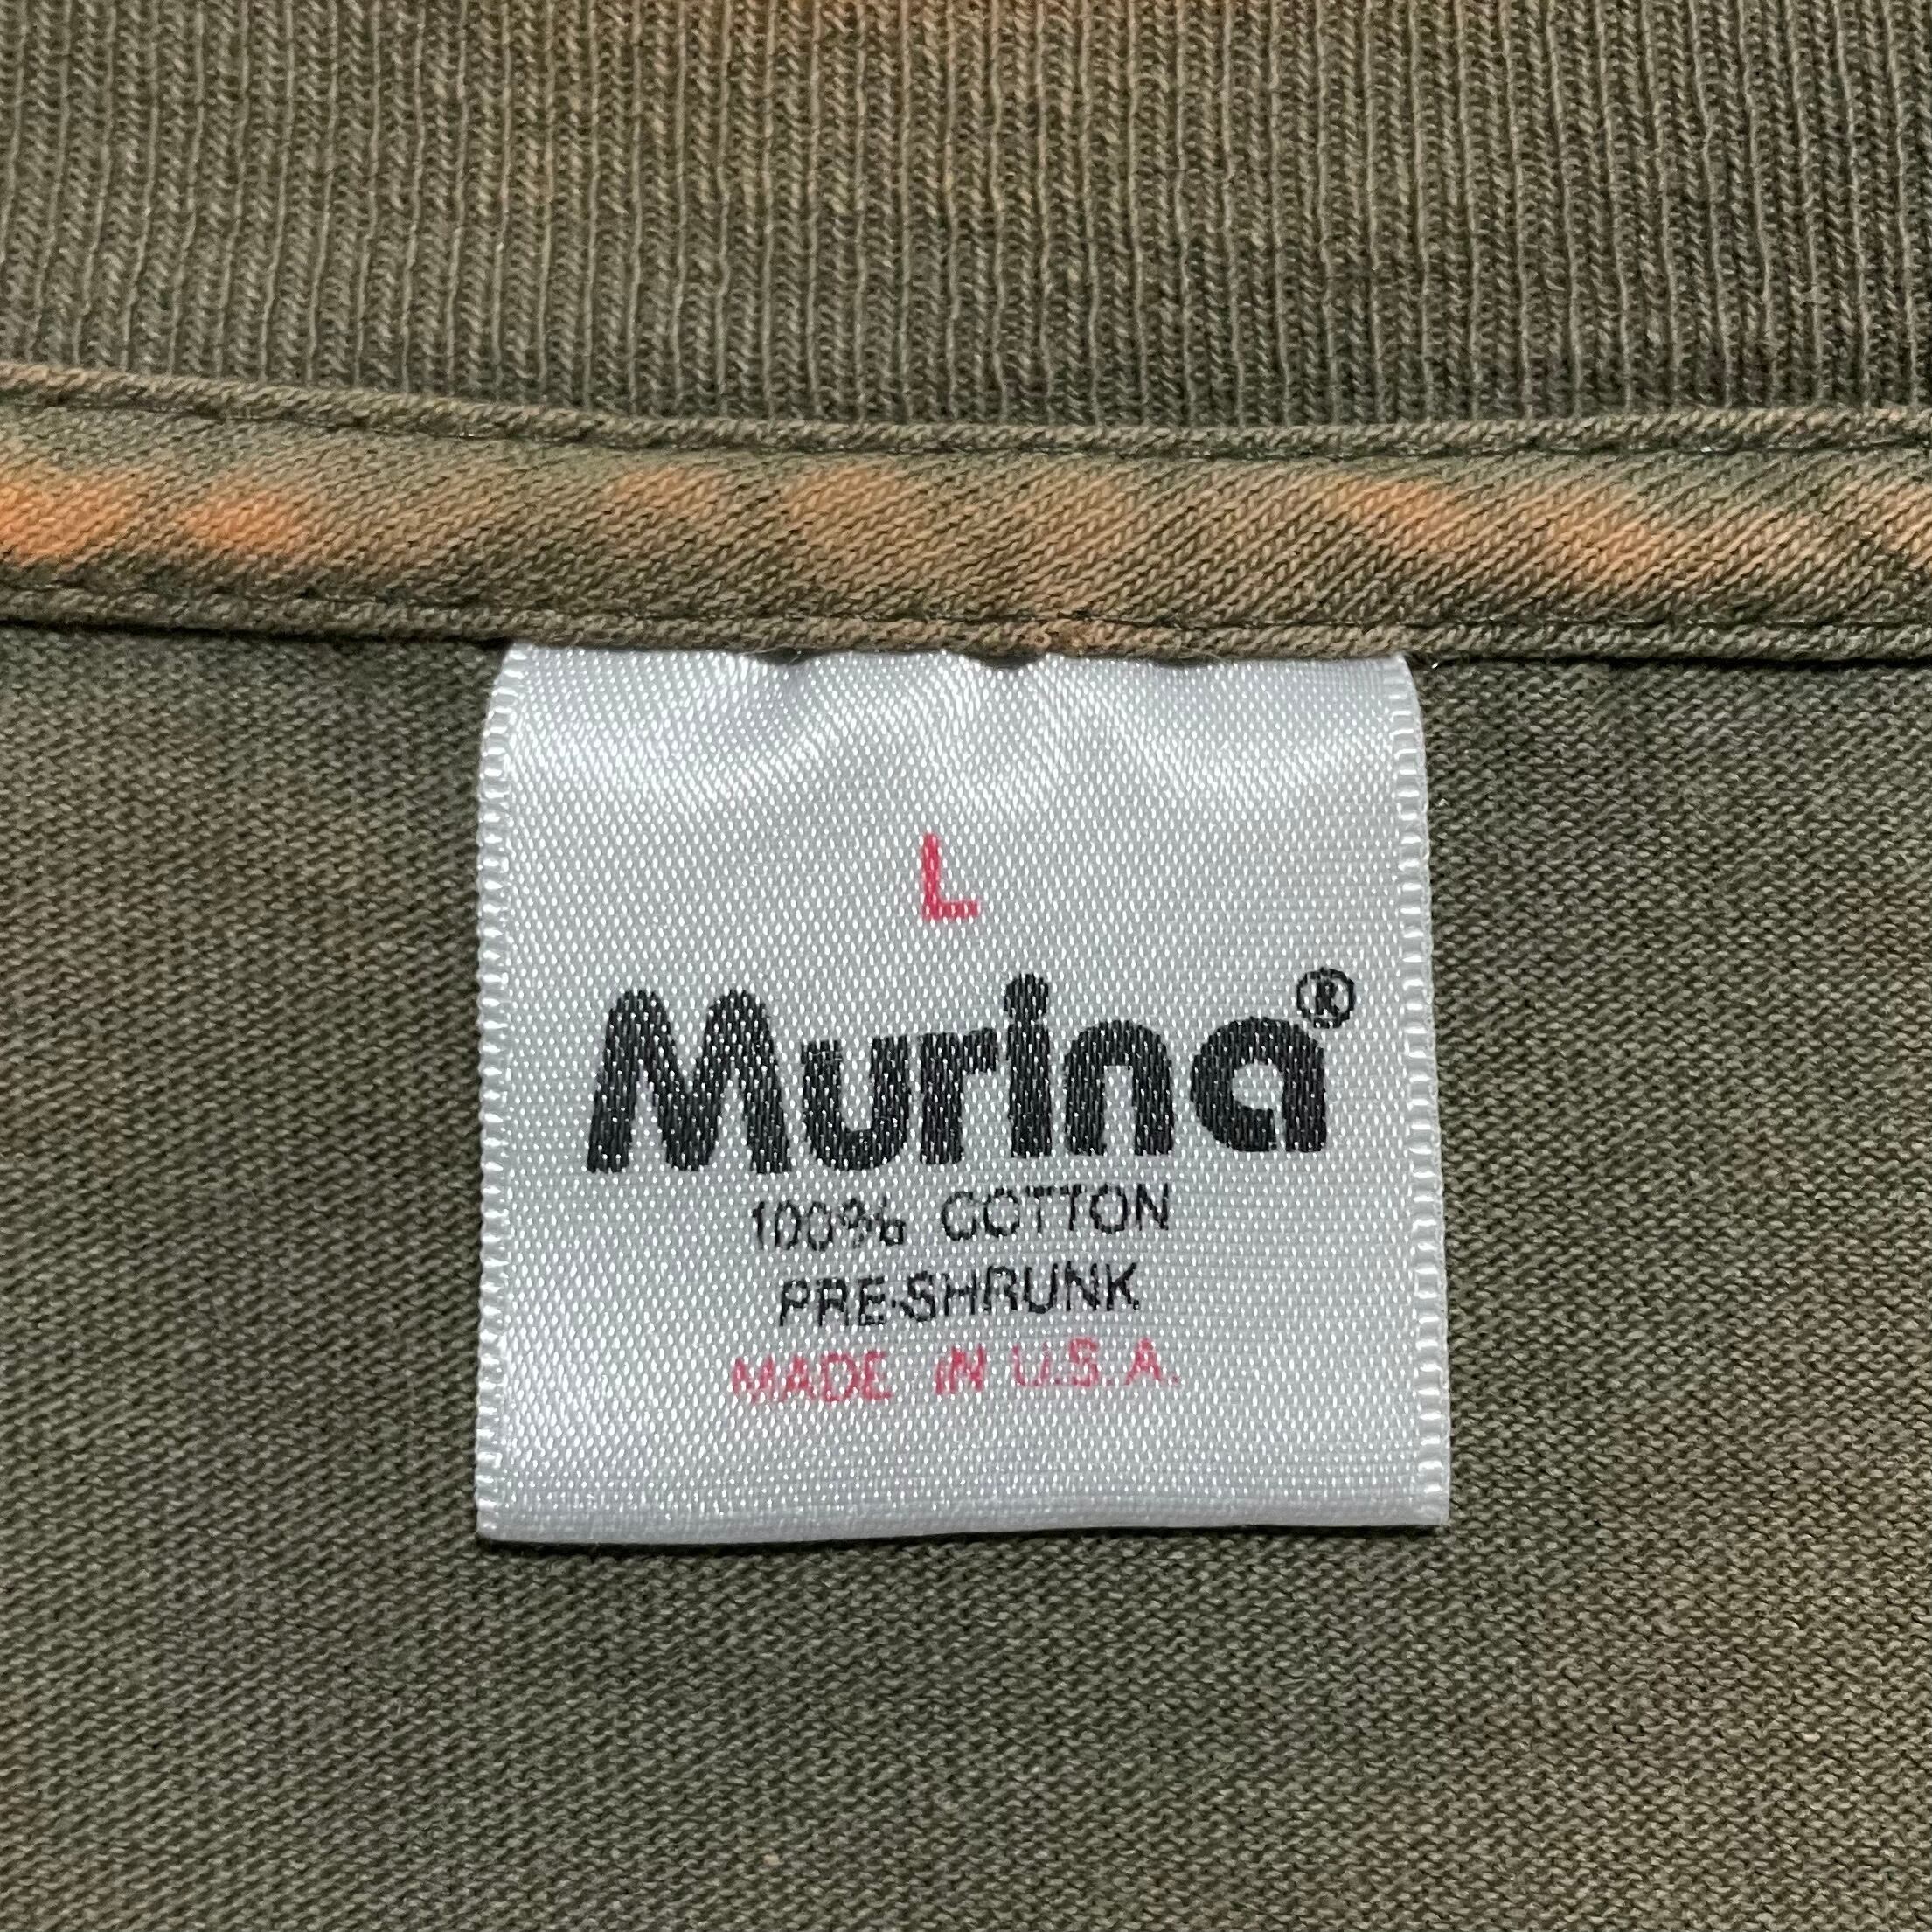 L
Murina®
100% COTTON
PRE-SHRUNK
MADE IN U.S.A.